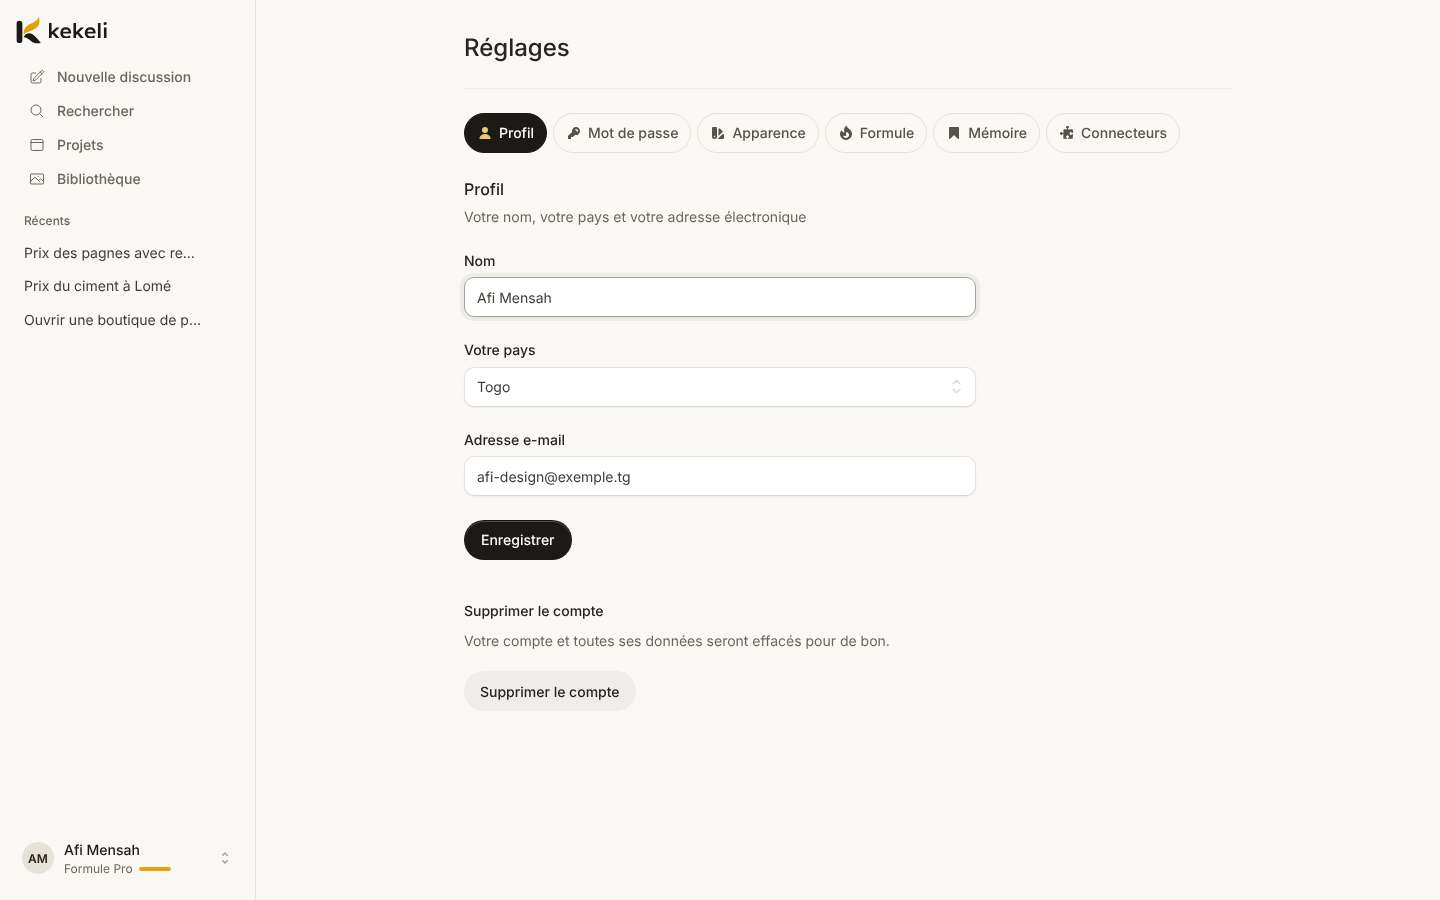 kekeli
Nouvelle discussion
Rechercher
Projets
Bibliothèque
Récents
Prix des pagnes avec re...
Prix du ciment à Lomé
Ouvrir une boutique de p...
AM
Afi Mensah
Formule Pro
Réglages
Profil
Mot de passe
Apparence
Formule
Mémoire
Connecteurs
Profil
Votre nom, votre pays et votre adresse électronique
Nom
Afi Mensah
Votre pays
Togo
Adresse e-mail
afi-design@exemple.tg
Enregistrer
Supprimer le compte
Votre compte et toutes ses données seront effacés pour de bon.
Supprimer le compte